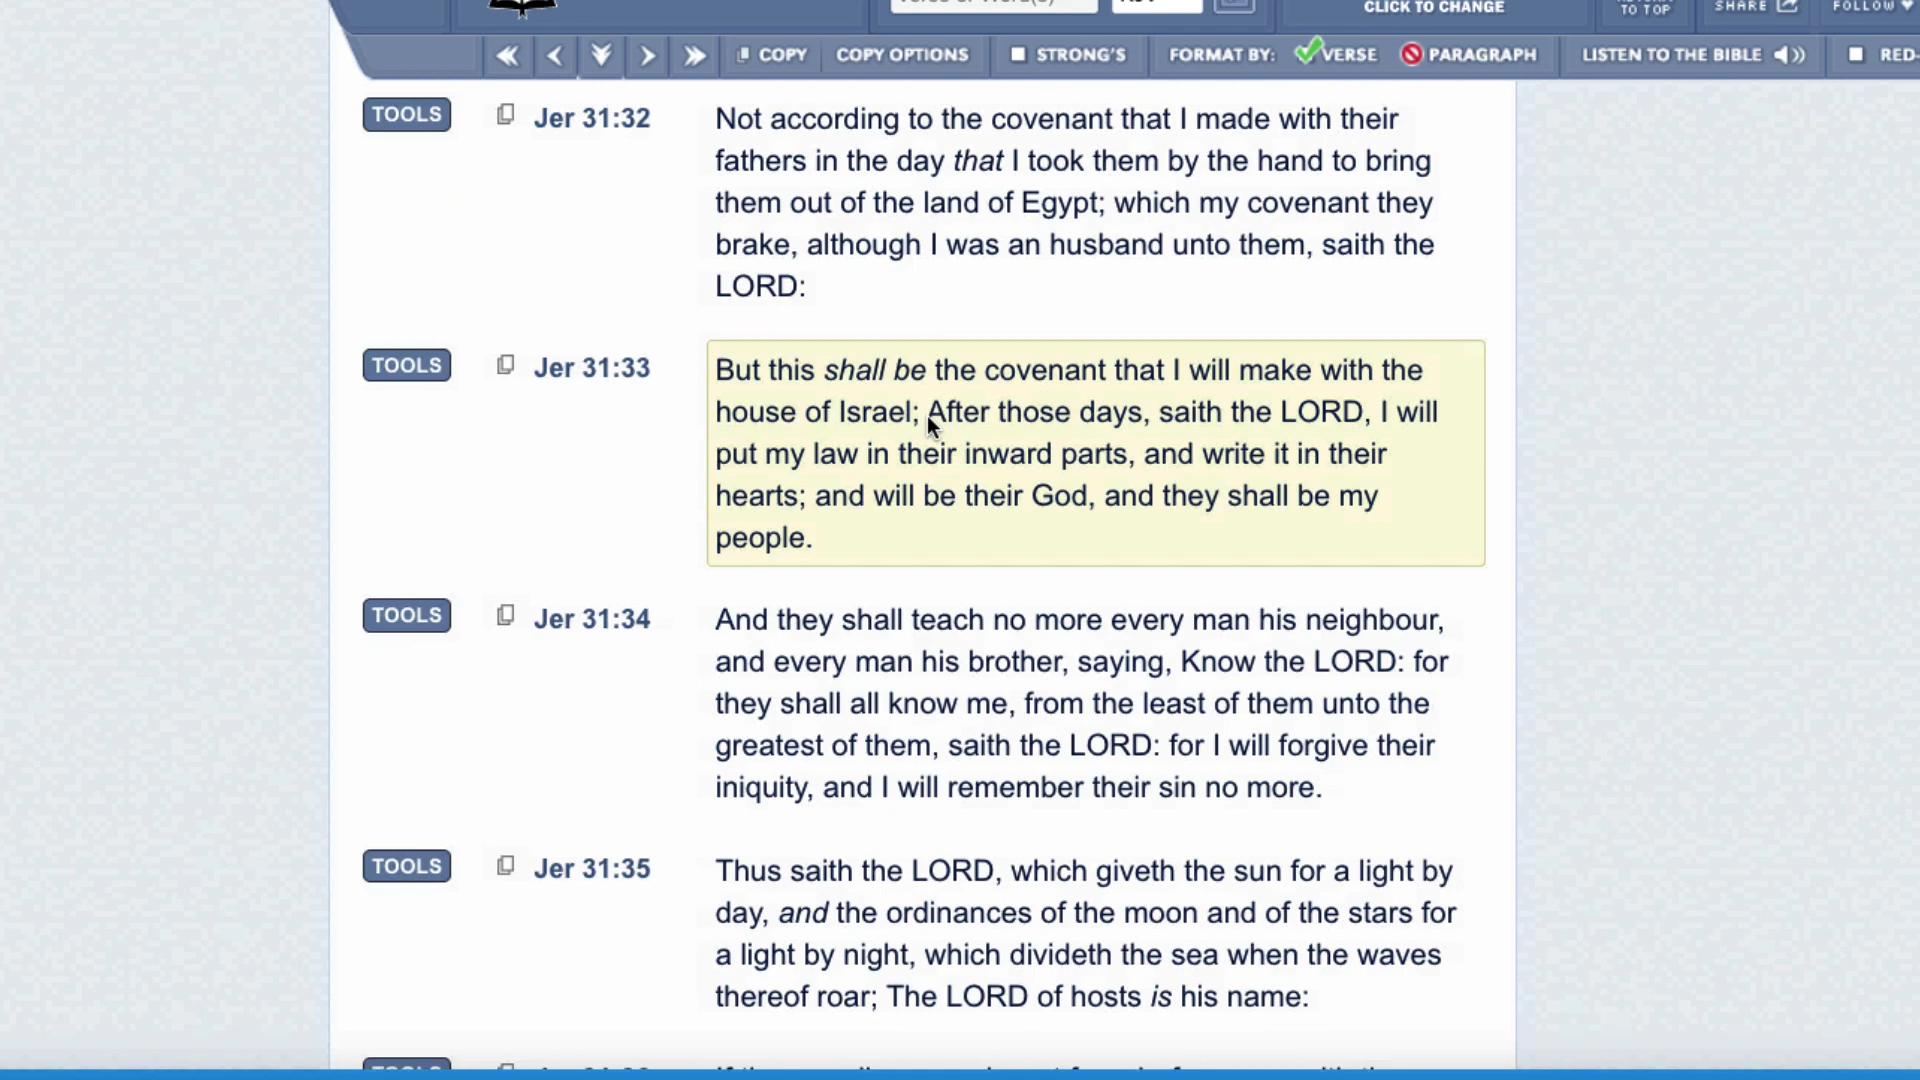 CLICK TO CHANGE
TO TOP
SHARE
FOLLOW
COPY COPY OPTIONS STRONG'S FORMAT BY: VERSE PARAGRAPH LISTEN TO THE BIBLE RED-
TOOLS Jer 31:32 Not according to the covenant that I made with their
fathers in the day that I took them by the hand to bring
them out of the land of Egypt; which my covenant they
brake, although I was an husband unto them, saith the
LORD:
TOOLS Jer 31:33 But this shall be the covenant that I will make with the
house of Israel; After those days, saith the LORD, I will
put my law in their inward parts, and write it in their
hearts; and will be their God, and they shall be my
people.
TOOLS Jer 31:34 And they shall teach no more every man his neighbour,
and every man his brother, saying, Know the LORD: for
they shall all know me, from the least of them unto the
greatest of them, saith the LORD: for I will forgive their
iniquity, and I will remember their sin no more.
TOOLS Jer 31:35 Thus saith the LORD, which giveth the sun for a light by
day, and the ordinances of the moon and of the stars for
a light by night, which divideth the sea when the waves
thereof roar; The LORD of hosts is his name: